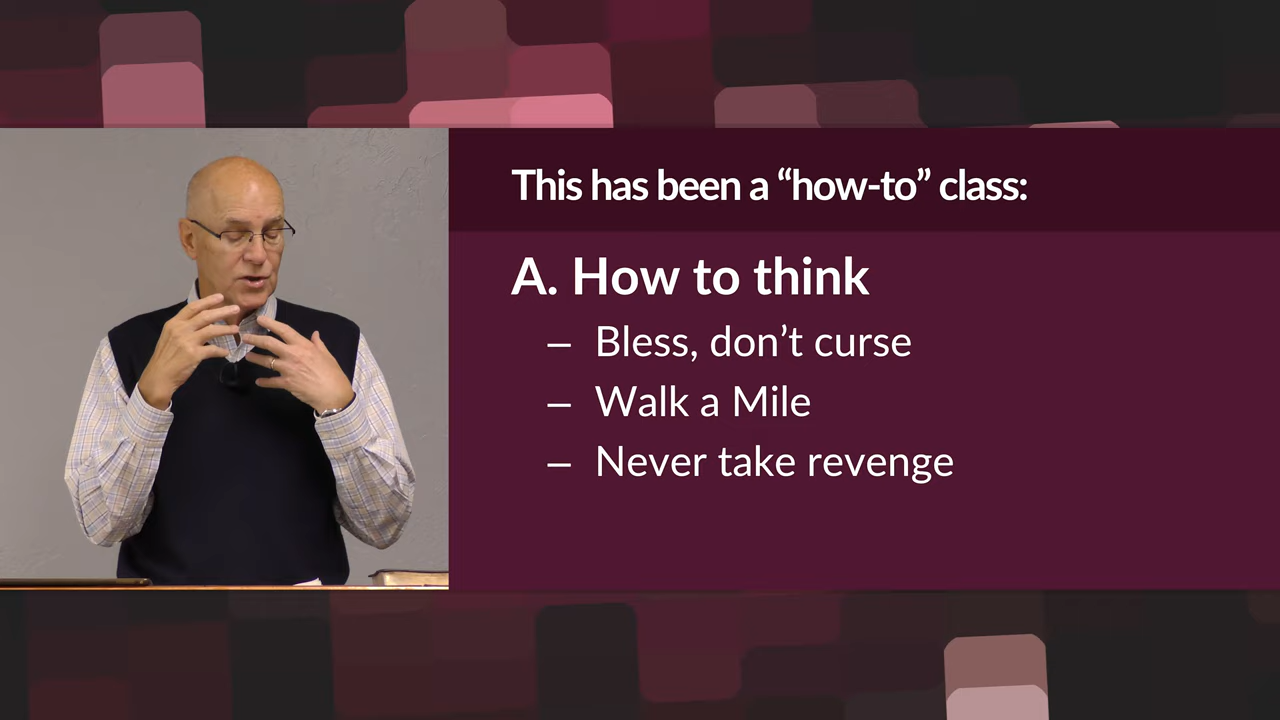 This has been a “how-to” class:
A. How to think
– Bless, don’t curse
– Walk a Mile
– Never take revenge